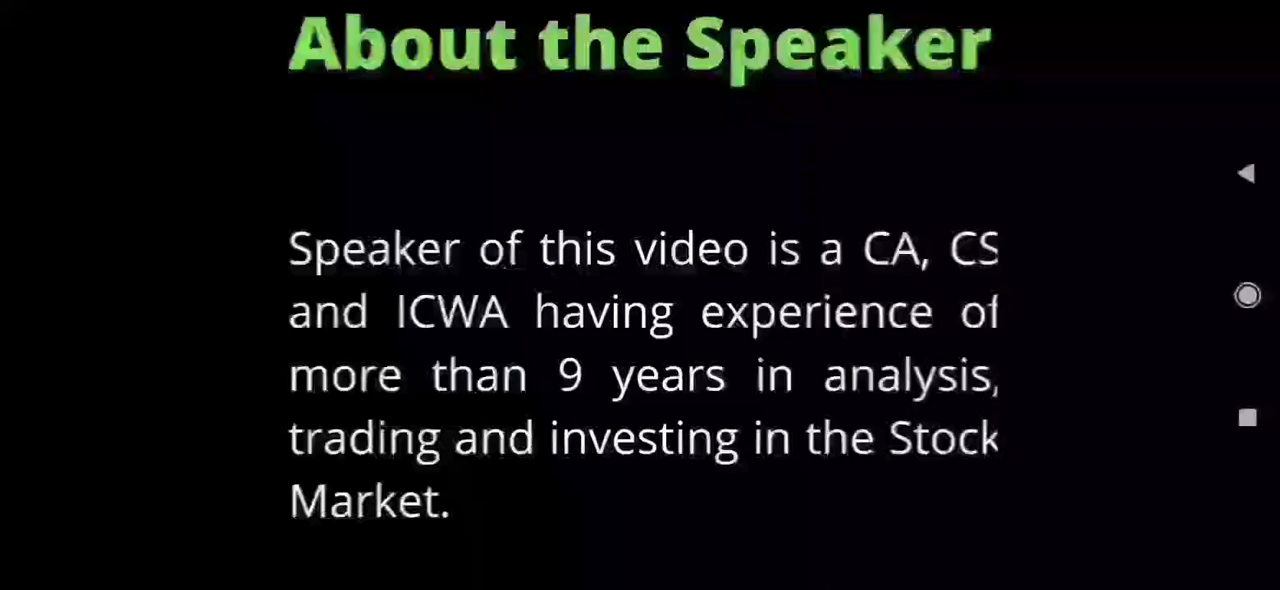 About the Speaker
Speaker of this video is a CA, CS
and ICWA having experience of
more than 9 years in analysis,
trading and investing in the Stock
Market.